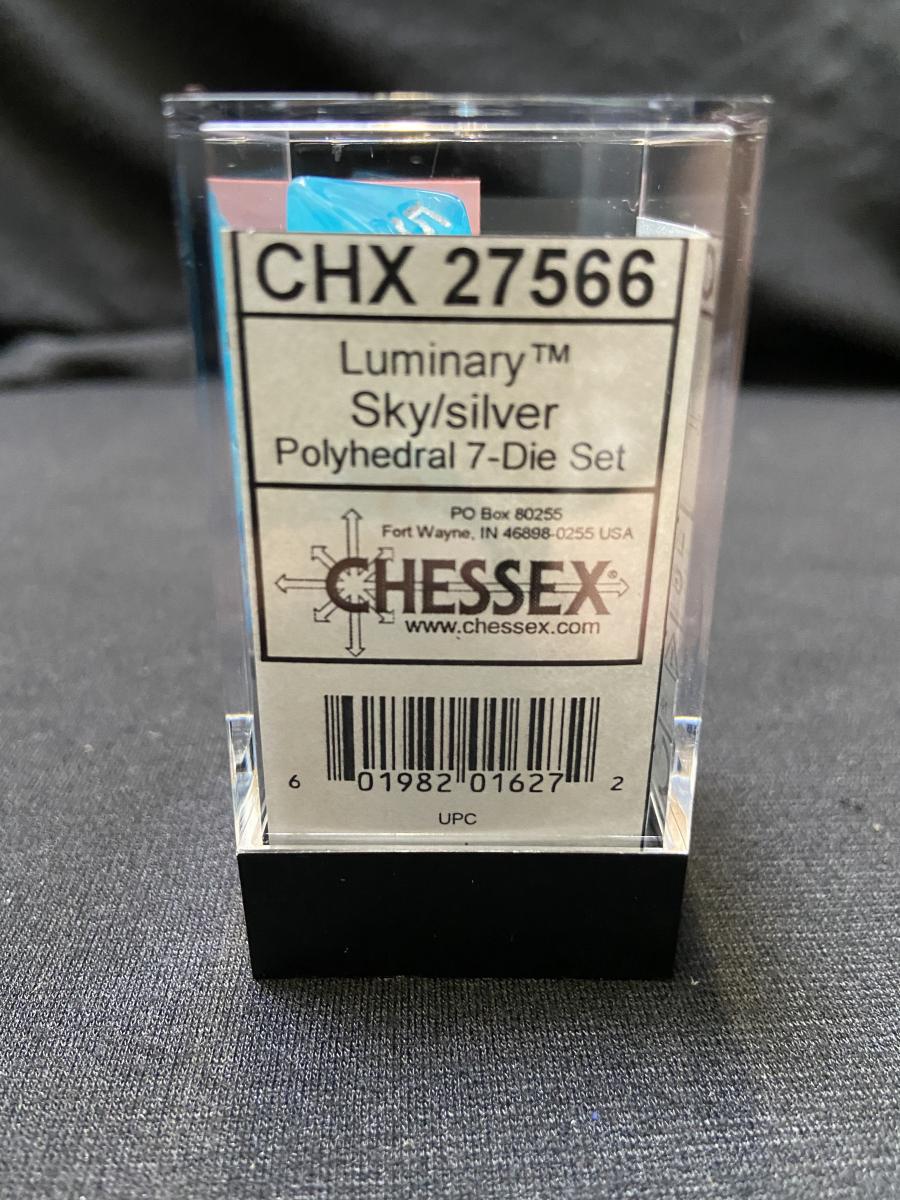 5
CHX 27566
Luminary™
Sky/silver
Polyhedral 7-Die Set
PO Box 80255
Fort Wayne, IN 46898-0255 USA
CHESSEX®
www.chessex.com
6 01982 01627 2
UPC